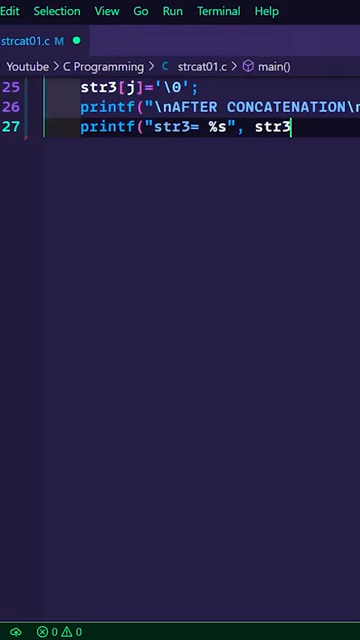 Edit Selection View Go Run Terminal Help
strcat01.c M
Youtube > C Programming > C strcat01.c > main()
25 str3[j]='\0';
26 printf("\nAFTER CONCATENATION\n
27 printf("str3= %s", str3
0 0